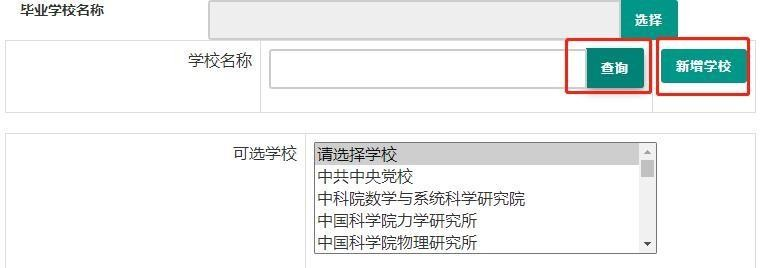 毕业学校名称 选择
学校名称 查询 新增学校
可选学校 请选择学校
中共中央党校
中科院数学与系统科学研究院
中国科学院力学研究所
中国科学院物理研究所